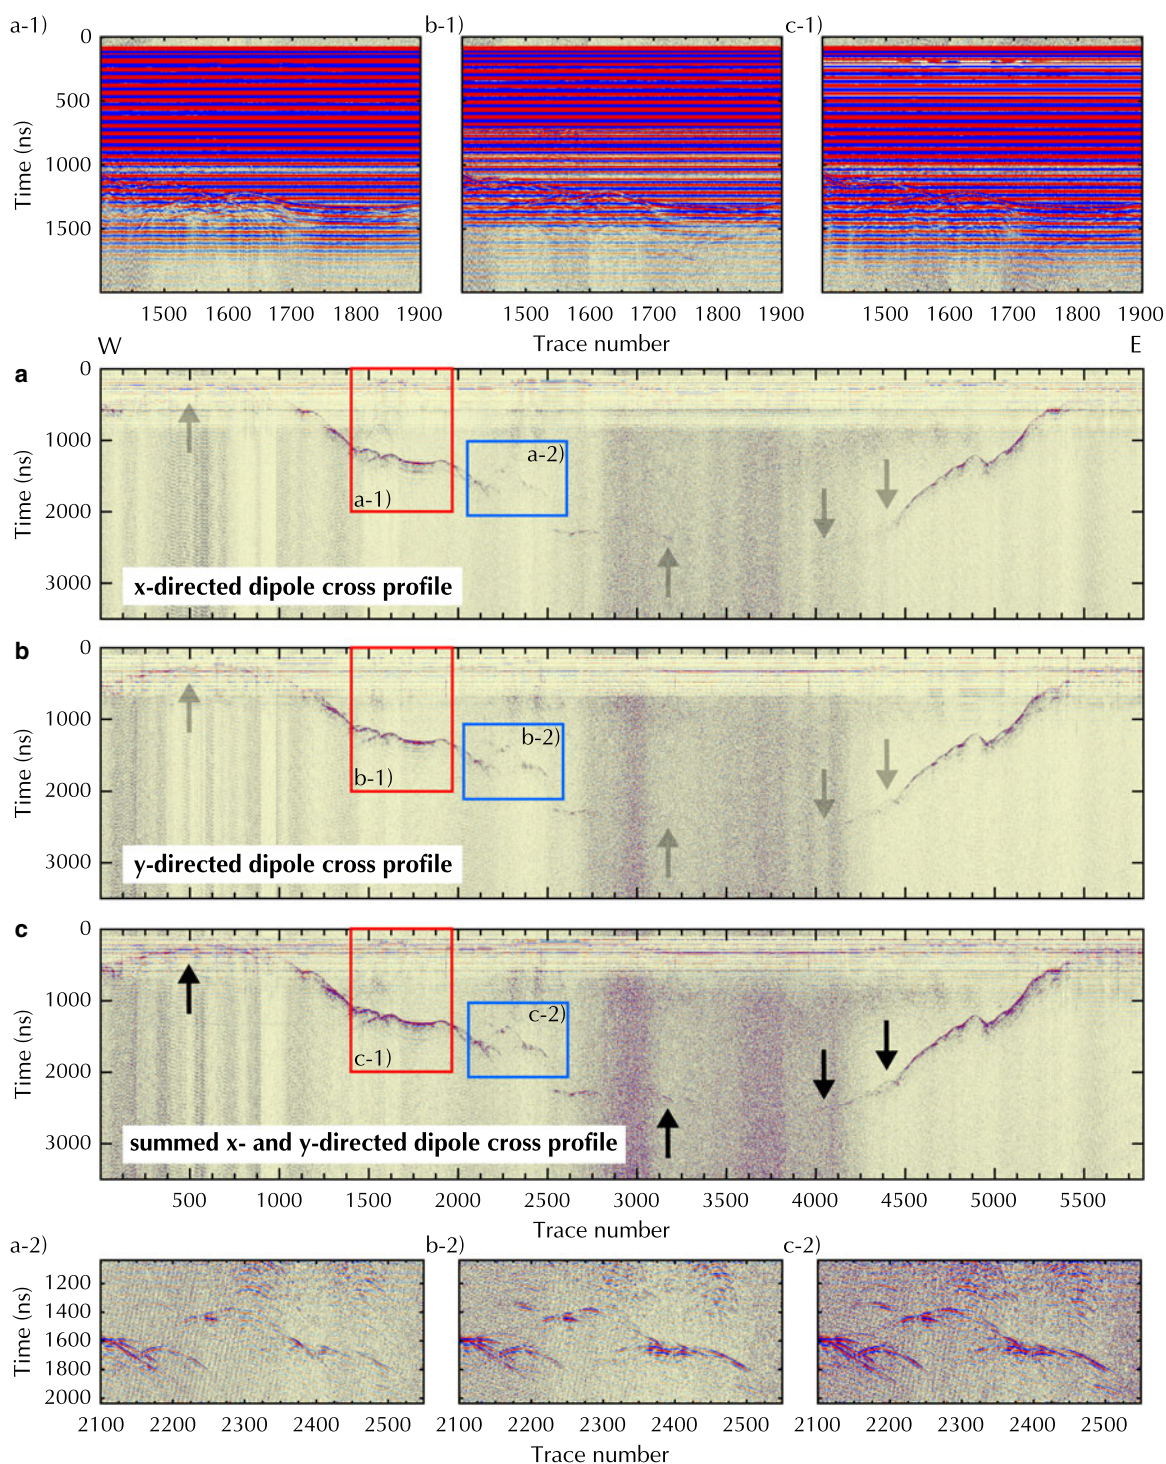 a-1) b-1) c-1)
0
500
1000
1500
Time (ns)
1500 1600 1700 1800 1900 1500 1600 1700 1800 1900 1500 1600 1700 1800 1900
W Trace number E
a
0
1000
2000
3000
Time (ns)
a-1)
a-2)
x-directed dipole cross profile
b
0
1000
2000
3000
Time (ns)
b-1)
b-2)
y-directed dipole cross profile
c
0
1000
2000
3000
Time (ns)
c-1)
c-2)
summed x- and y-directed dipole cross profile
500 1000 1500 2000 2500 3000 3500 4000 4500 5000 5500
Trace number
a-2) b-2) c-2)
1200
1400
1600
1800
2000
Time (ns)
2100 2200 2300 2400 2500 2100 2200 2300 2400 2500 2100 2200 2300 2400 2500
Trace number